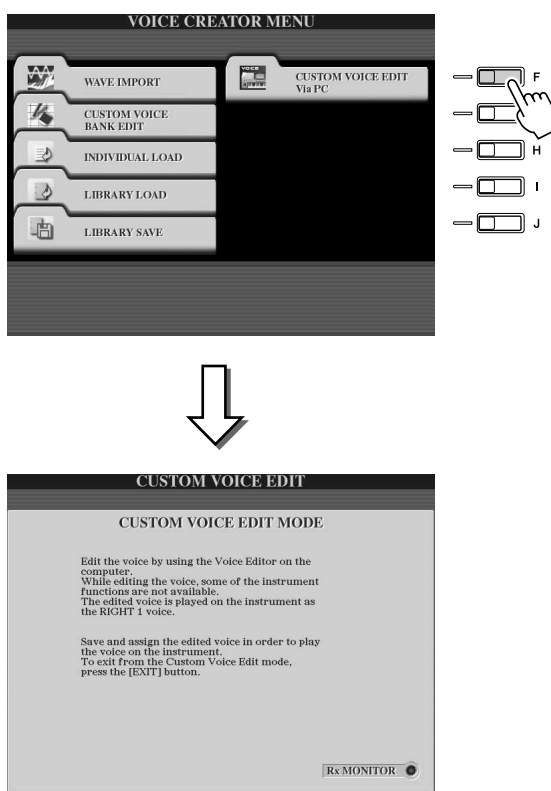 VOICE CREATOR MENU
WAVE IMPORT
CUSTOM VOICE
BANK EDIT
INDIVIDUAL LOAD
LIBRARY LOAD
LIBRARY SAVE
VOICE
CUSTOM VOICE EDIT
Via PC
F
H
I
J
CUSTOM VOICE EDIT
CUSTOM VOICE EDIT MODE
Edit the voice by using the Voice Editor on the
computer.
While editing the voice, some of the instrument
functions are not available.
The edited voice is played on the instrument as
the RIGHT 1 voice.
Save and assign the edited voice in order to play
the voice on the instrument.
To exit from the Custom Voice Edit mode,
press the [EXIT] button.
Rx MONITOR